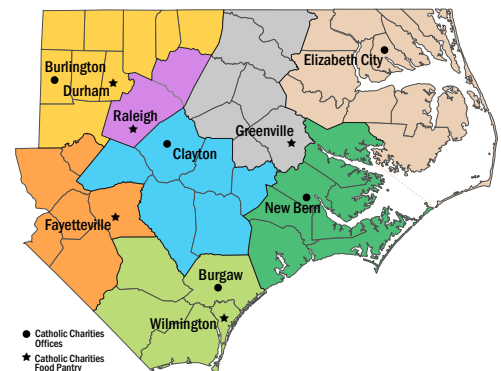 Elizabeth City
Burlington
Durham
Raleigh
Greenville
Clayton
New Bern
Fayetteville
Burgaw
Wilmington
Catholic Charities
Offices
Catholic Charities
Food Pantry